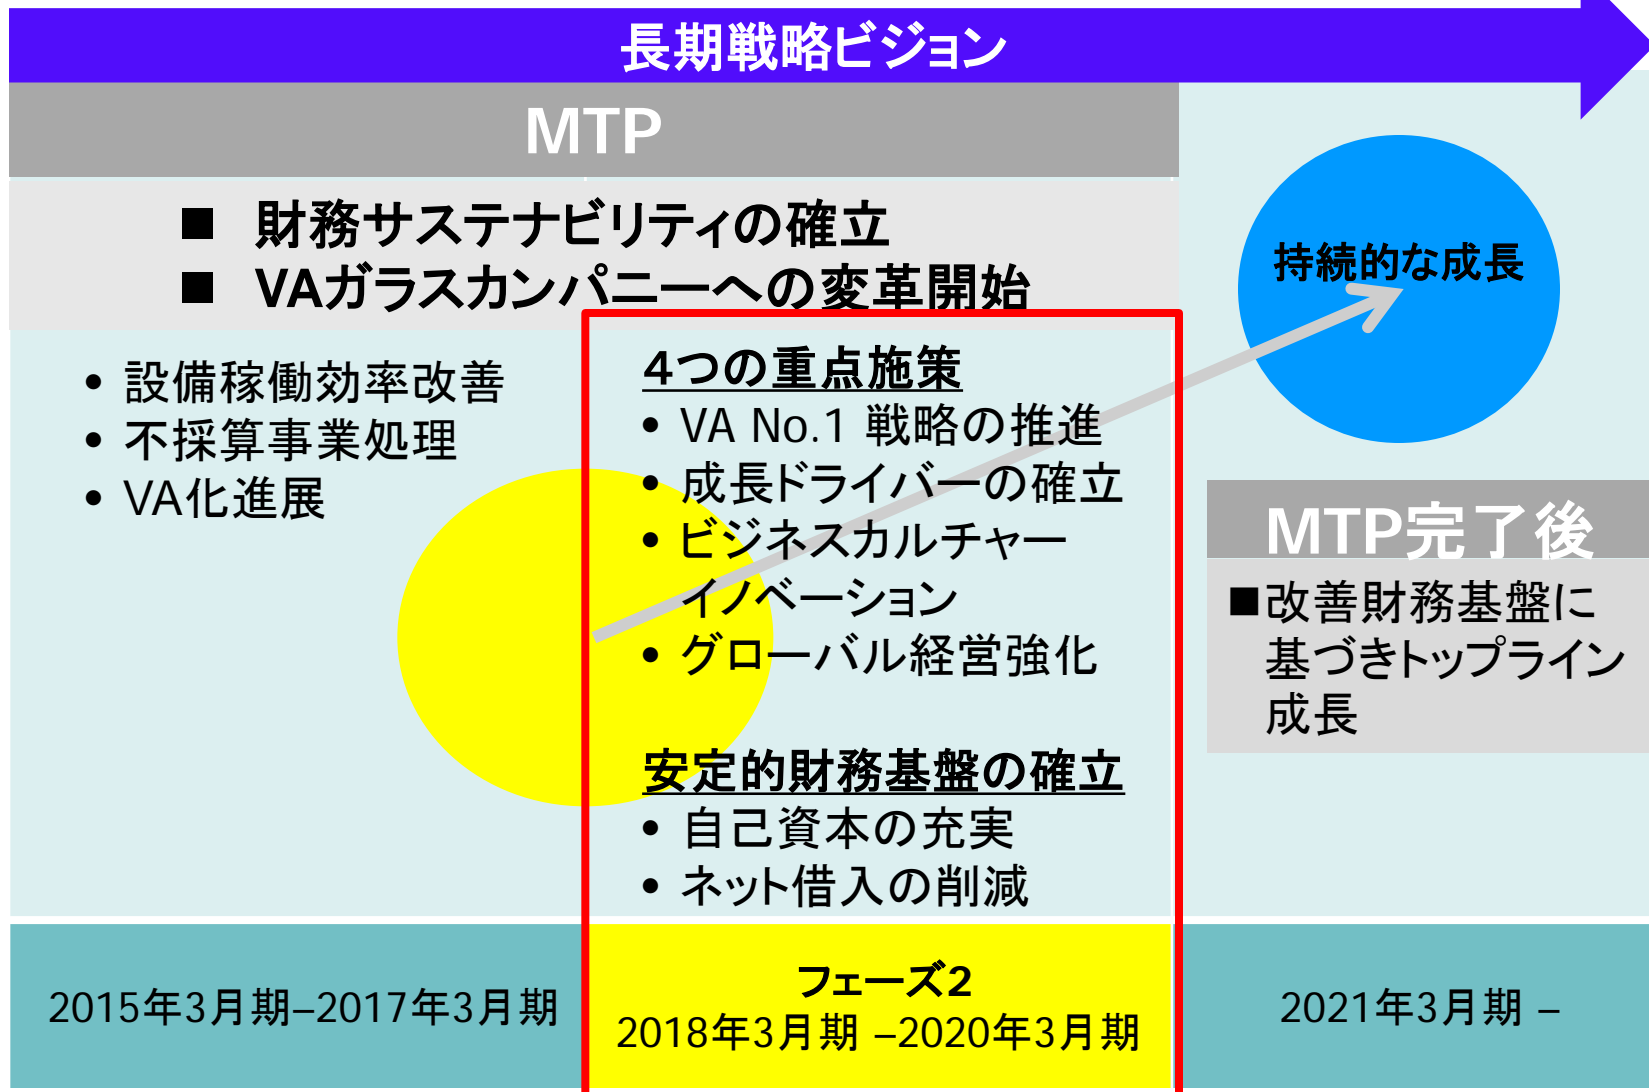 長期戦略ビジョン
MTP
■ 財務サステナビリティの確立
■ VAガラスカンパニーへの変革開始
• 設備稼働効率改善
• 不採算事業処理
• VA化進展
4つの重点施策
• VA No.1 戦略の推進
• 成長ドライバーの確立
• ビジネスカルチャー
イノベーション
• グローバル経営強化
安定的財務基盤の確立
• 自己資本の充実
• ネット借入の削減
持続的な成長
MTP完了後
■改善財務基盤に
基づきトップライン
成長
2015年3月期–2017年3月期
フェーズ2
2018年3月期 –2020年3月期
2021年3月期 –